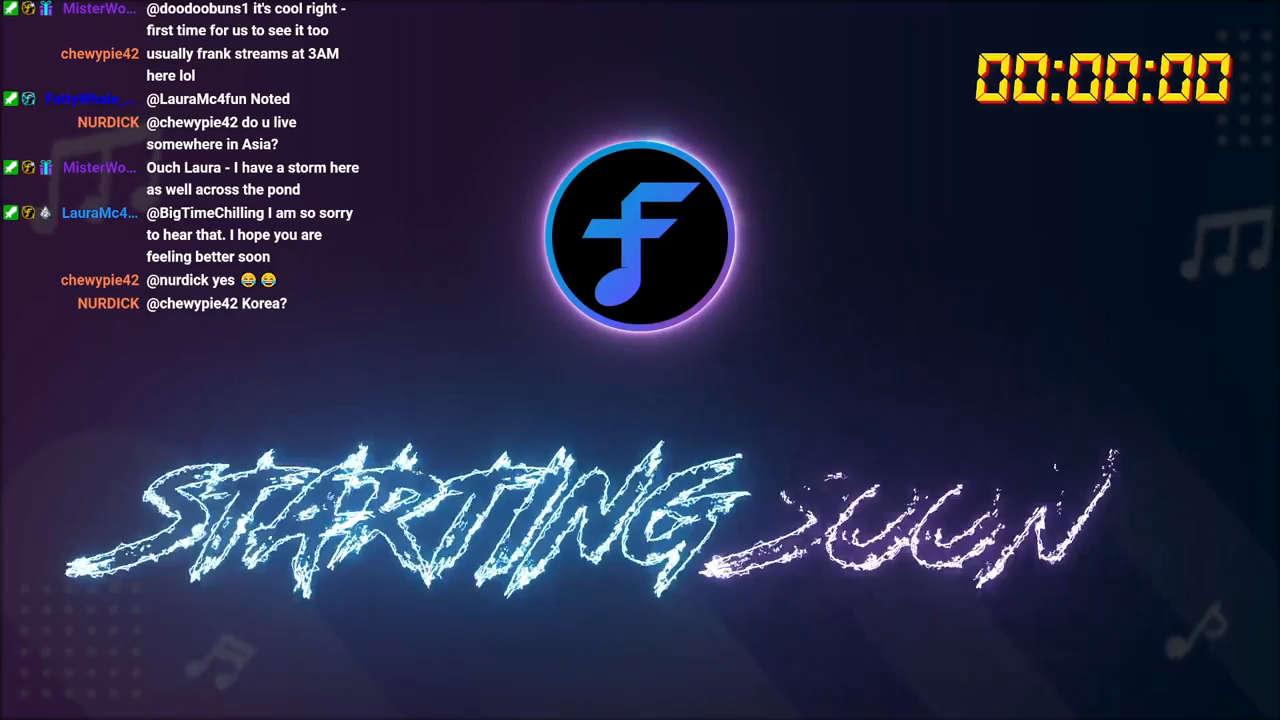 MisterWo... @doodoobuns1 it's cool right -
first time for us to see it too
chewypie42 usually frank streams at 3AM
here lol
FattyWhale_... @LauraMc4fun Noted
NURDICK @chewypie42 do u live
somewhere in Asia?
MisterWo... Ouch Laura - I have a storm here
as well across the pond
LauraMc4... @BigTimeChilling I am so sorry
to hear that. I hope you are
feeling better soon
chewypie42 @nurdick yes 😂 😂
NURDICK @chewypie42 Korea?
00:00:00
STARTING SOON